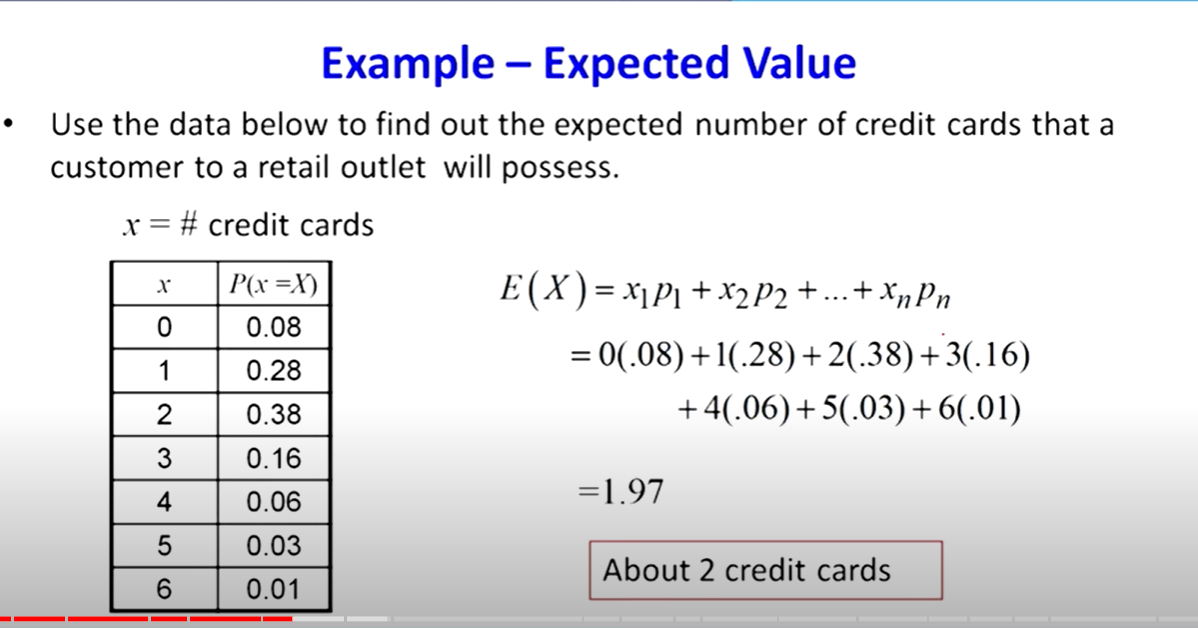 Example – Expected Value
• Use the data below to find out the expected number of credit cards that a
customer to a retail outlet will possess.
x = # credit cards
x P(x =X)
0 0.08
1 0.28
2 0.38
3 0.16
4 0.06
5 0.03
6 0.01
E(X) = x₁p₁ + x₂p₂ + ... + xₙpₙ
= 0(.08) + 1(.28) + 2(.38) + 3(.16)
+ 4(.06) + 5(.03) + 6(.01)
=1.97
About 2 credit cards